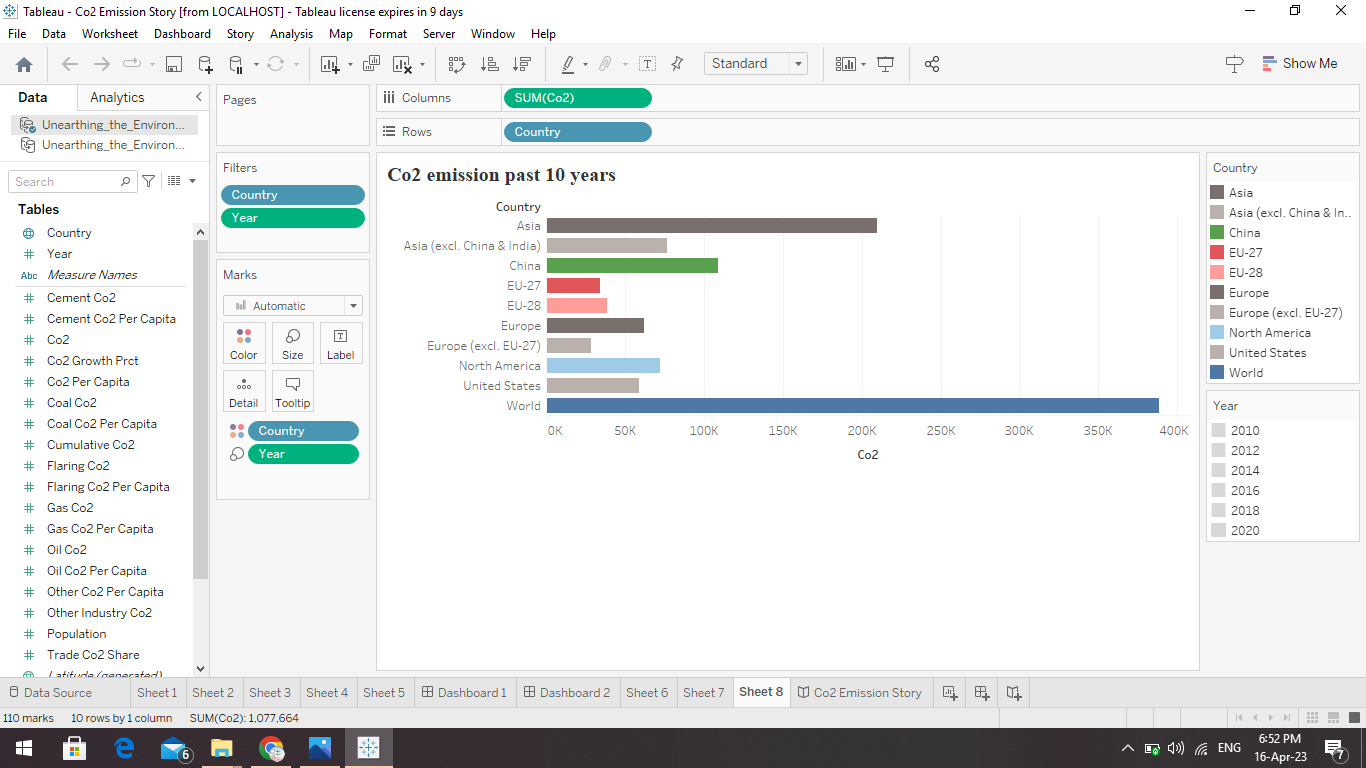 Tableau - Co2 Emission Story [from LOCALHOST] - Tableau license expires in 9 days
File Data Worksheet Dashboard Story Analysis Map Format Server Window Help
Standard
Show Me
Data Analytics
Unearthing_the_Environ...
Unearthing_the_Environ...
Search
Tables
Country
Year
Abc Measure Names
Cement Co2
Cement Co2 Per Capita
Co2
Co2 Growth Prct
Co2 Per Capita
Coal Co2
Coal Co2 Per Capita
Cumulative Co2
Flaring Co2
Flaring Co2 Per Capita
Gas Co2
Gas Co2 Per Capita
Oil Co2
Oil Co2 Per Capita
Other Co2 Per Capita
Other Industry Co2
Population
Trade Co2 Share
Latitude (generated)
Pages
Filters
Country
Year
Marks
Automatic
Color Size Label
Detail Tooltip
Country
Year
Columns SUM(Co2)
Rows Country
Co2 emission past 10 years
Country
Asia
Asia (excl. China & India)
China
EU-27
EU-28
Europe
Europe (excl. EU-27)
North America
United States
World
0K 50K 100K 150K 200K 250K 300K 350K 400K
Co2
Country
Asia
Asia (excl. China & In...
China
EU-27
EU-28
Europe
Europe (excl. EU-27)
North America
United States
World
Year
2010
2012
2014
2016
2018
2020
Data Source Sheet 1 Sheet 2 Sheet 3 Sheet 4 Sheet 5 Dashboard 1 Dashboard 2 Sheet 6 Sheet 7 Sheet 8 Co2 Emission Story
110 marks 10 rows by 1 column SUM(Co2): 1,077,664
6
ENG
6:52 PM
16-Apr-23
7